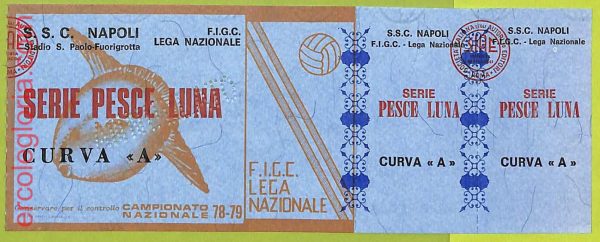 S. S. C. NAPOLI
Stadio S. Paolo-Fuorigrotta
F.I.G.C.
LEGA NAZIONALE
SERIE PESCE LUNA
CURVA «A»
Conservare per il controllo
CAMPIONATO
NAZIONALE 78-79
F.I.G.C.
LEGA
NAZIONALE
S.S.C. NAPOLI
F.I.G.C. - Lega Nazionale
SERIE
PESCE LUNA
CURVA «A»
S.S.C. NAPOLI
F.I.G.C. - Lega Nazionale
SERIE
PESCE LUNA
CURVA «A»
ercologloria.